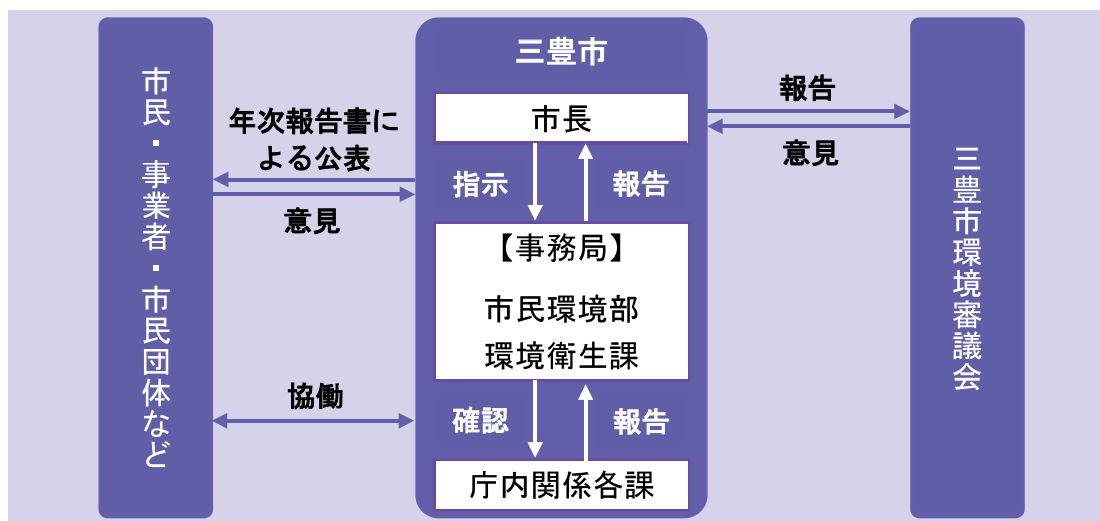 市民・事業者・市民団体など
年次報告書に
よる公表
意見
協働
三豊市
市長
指示
報告
【事務局】
市民環境部
環境衛生課
確認
報告
庁内関係各課
報告
意見
三豊市環境審議会